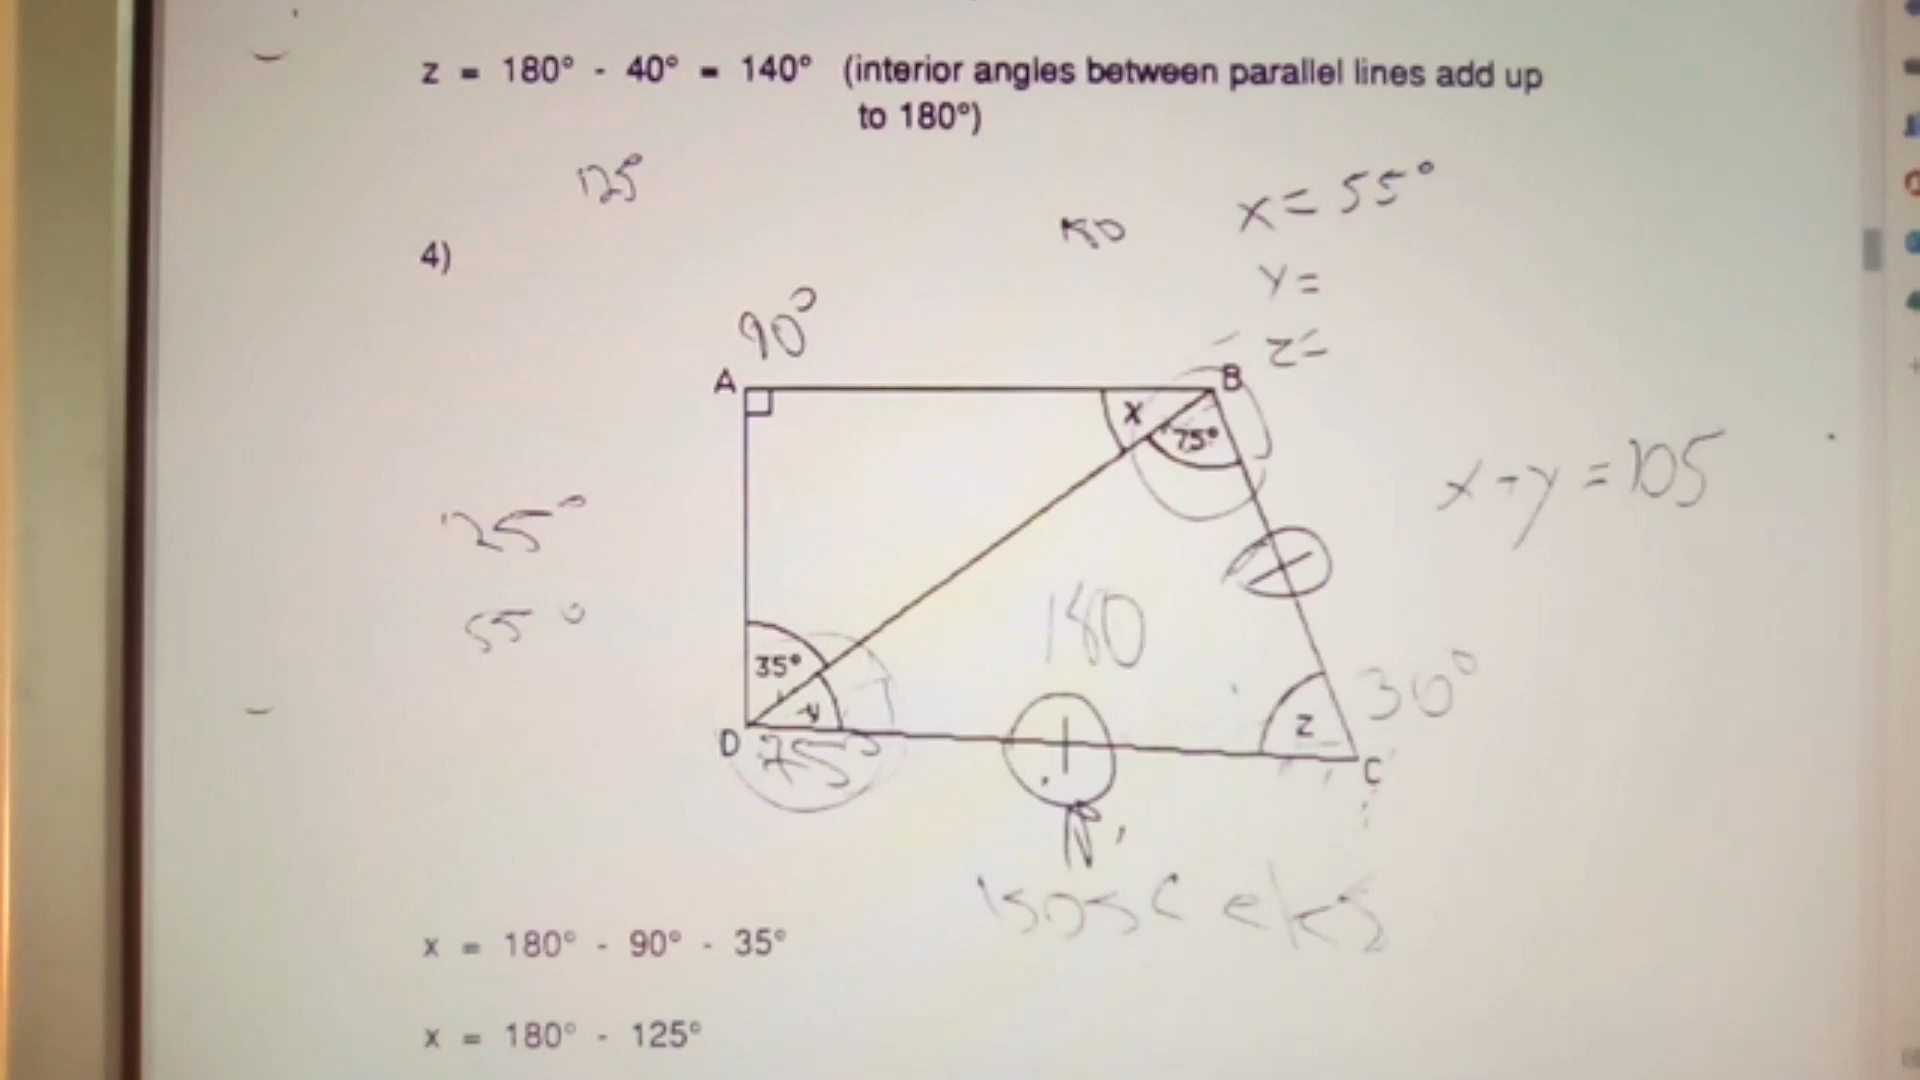 z = 180° - 40° = 140° (interior angles between parallel lines add up
to 180°)
125°
x = 55°
4)
y =
z =
90°
A
B
x
75°
x + y = 105
125°
55°
180
35°
y
z
30°
D
75°
C
x = 180° - 90° - 35°
x = 180° - 125°